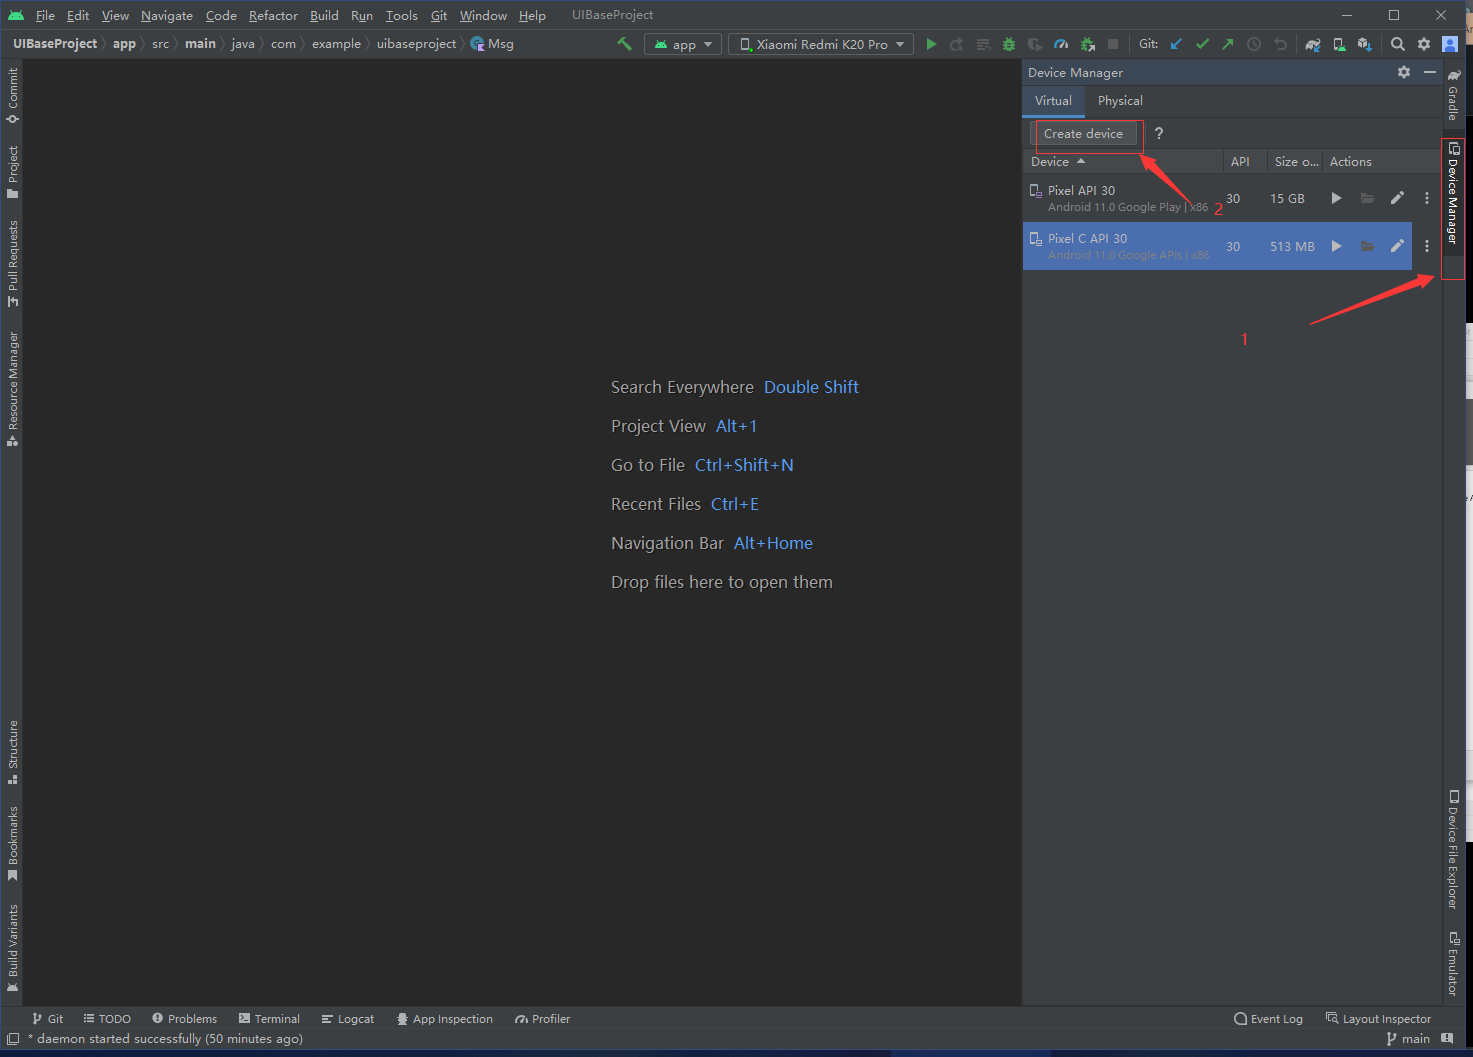 File Edit View Navigate Code Refactor Build Run Tools Git Window Help UIBaseProject
UIBaseProject app src main java com example uibaseproject Msg
app
Xiaomi Redmi K20 Pro
Git:
Commit
Project
Pull Requests
Resource Manager
Structure
Bookmarks
Build Variants
Search Everywhere Double Shift
Project View Alt+1
Go to File Ctrl+Shift+N
Recent Files Ctrl+E
Navigation Bar Alt+Home
Drop files here to open them
Device Manager
Virtual Physical
Create device ?
Device API Size o... Actions
Pixel API 30
Android 11.0 Google Play | x86
30 15 GB
2
Pixel C API 30
Android 11.0 Google APIs | x86
30 513 MB
1
Gradle
Device Manager
Device File Explorer
Emulator
Git TODO Problems Terminal Logcat App Inspection Profiler Event Log Layout Inspector
* daemon started successfully (50 minutes ago) main